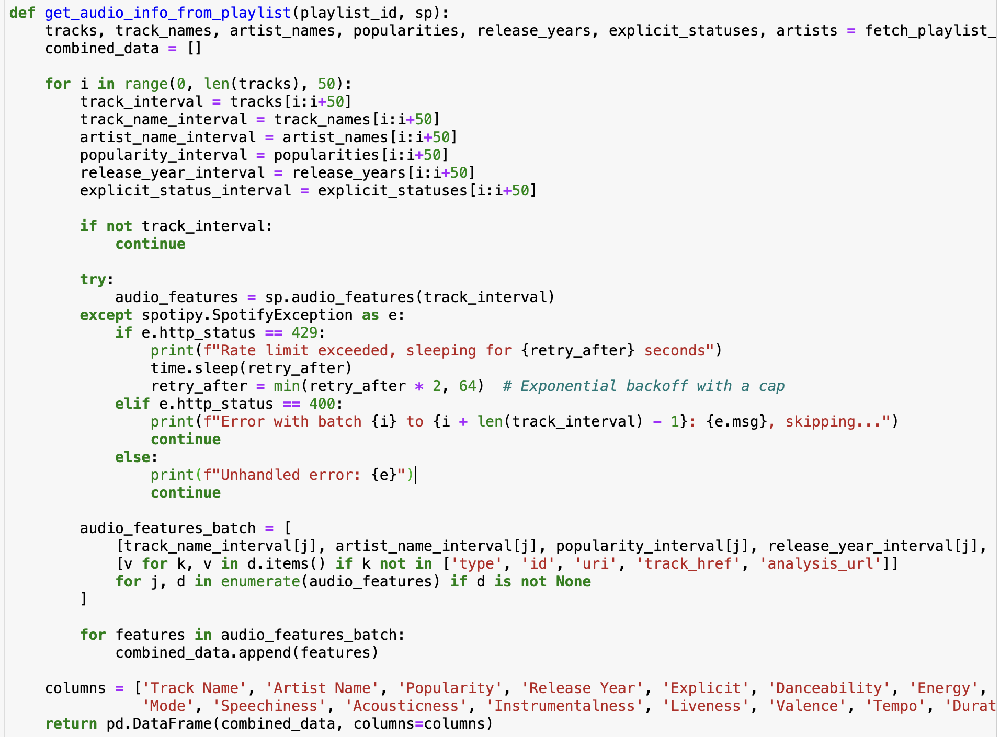 def get_audio_info_from_playlist(playlist_id, sp):
    tracks, track_names, artist_names, popularities, release_years, explicit_statuses, artists = fetch_playlist_
    combined_data = []

    for i in range(0, len(tracks), 50):
        track_interval = tracks[i:i+50]
        track_name_interval = track_names[i:i+50]
        artist_name_interval = artist_names[i:i+50]
        popularity_interval = popularities[i:i+50]
        release_year_interval = release_years[i:i+50]
        explicit_status_interval = explicit_statuses[i:i+50]

        if not track_interval:
            continue

        try:
            audio_features = sp.audio_features(track_interval)
        except spotipy.SpotifyException as e:
            if e.http_status == 429:
                print(f"Rate limit exceeded, sleeping for {retry_after} seconds")
                time.sleep(retry_after)
                retry_after = min(retry_after * 2, 64)  # Exponential backoff with a cap
            elif e.http_status == 400:
                print(f"Error with batch {i} to {i + len(track_interval) - 1}: {e.msg}, skipping...")
                continue
            else:
                print(f"Unhandled error: {e}")
                continue

        audio_features_batch = [
            [track_name_interval[j], artist_name_interval[j], popularity_interval[j], release_year_interval[j],
            [v for k, v in d.items() if k not in ['type', 'id', 'uri', 'track_href', 'analysis_url']]
            for j, d in enumerate(audio_features) if d is not None
        ]

        for features in audio_features_batch:
            combined_data.append(features)

    columns = ['Track Name', 'Artist Name', 'Popularity', 'Release Year', 'Explicit', 'Danceability', 'Energy',
               'Mode', 'Speechiness', 'Acousticness', 'Instrumentalness', 'Liveness', 'Valence', 'Tempo', 'Durat
    return pd.DataFrame(combined_data, columns=columns)